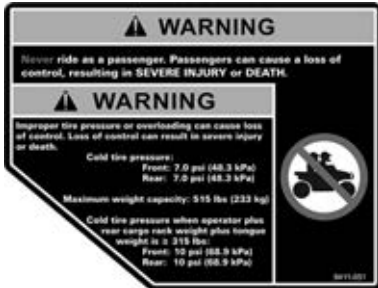 WARNING
Never ride as a passenger. Passengers can cause a loss of
control, resulting in SEVERE INJURY or DEATH.
WARNING
Improper tire pressure or overloading can cause loss
of control. Loss of control can result in severe injury
or death.
Cold tire pressure:
Front: 7.0 psi (48.3 kPa)
Rear: 7.0 psi (48.3 kPa)
Maximum weight capacity: 515 lbs (233 kg)
Cold tire pressure when operator plus
rear cargo rack weight plus tongue
weight is ≥ 315 lbs:
Front: 10 psi (68.9 kPa)
Rear: 10 psi (68.9 kPa)
9411-051